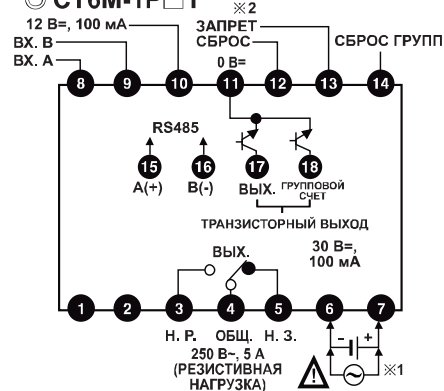 ◎ CT6M-1P□T
※2
12 В=, 100 мА
ЗАПРЕТ
ВХ. В
СБРОС
СБРОС ГРУПП
ВХ. А
0 В=
8 9 10 11 12 13 14
RS485
15 16 17 18
A(+) B(-) ВЫХ. ГРУППОВОЙ СЧЕТ
ТРАНЗИСТОРНЫЙ ВЫХОД
ВЫХ.
30 В=,
100 мА
1 2 3 4 5 6 7
Н. Р. ОБЩ. Н. З.
- +
250 В~, 5 А
(РЕЗИСТИВНАЯ
НАГРУЗКА)
※1